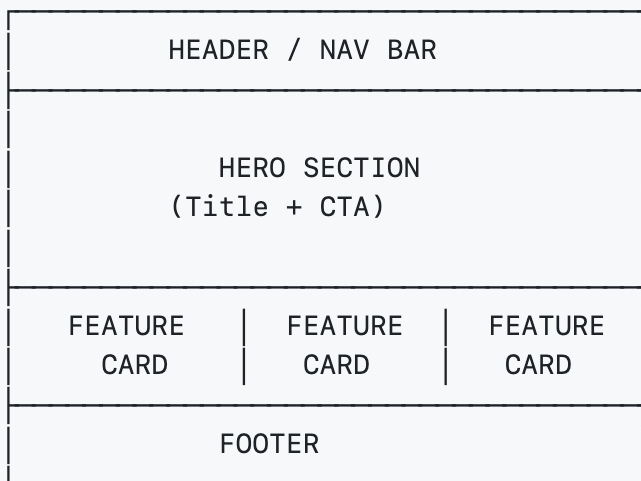 HEADER / NAV BAR
HERO SECTION
(Title + CTA)
FEATURE | FEATURE | FEATURE
CARD | CARD | CARD
FOOTER